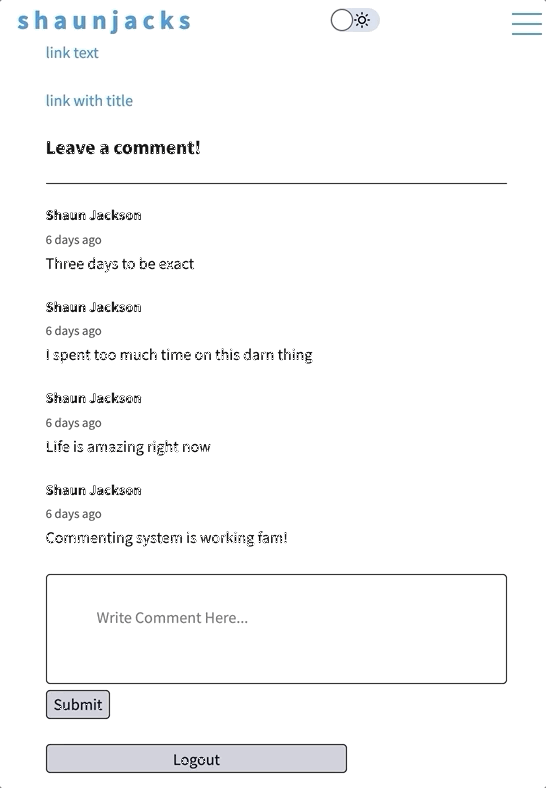 shaunjacks
link text
link with title
Leave a comment!
Shaun Jackson
6 days ago
Three days to be exact
Shaun Jackson
6 days ago
I spent too much time on this darn thing
Shaun Jackson
6 days ago
Life is amazing right now
Shaun Jackson
6 days ago
Commenting system is working fam!
Write Comment Here...
Submit
Logout